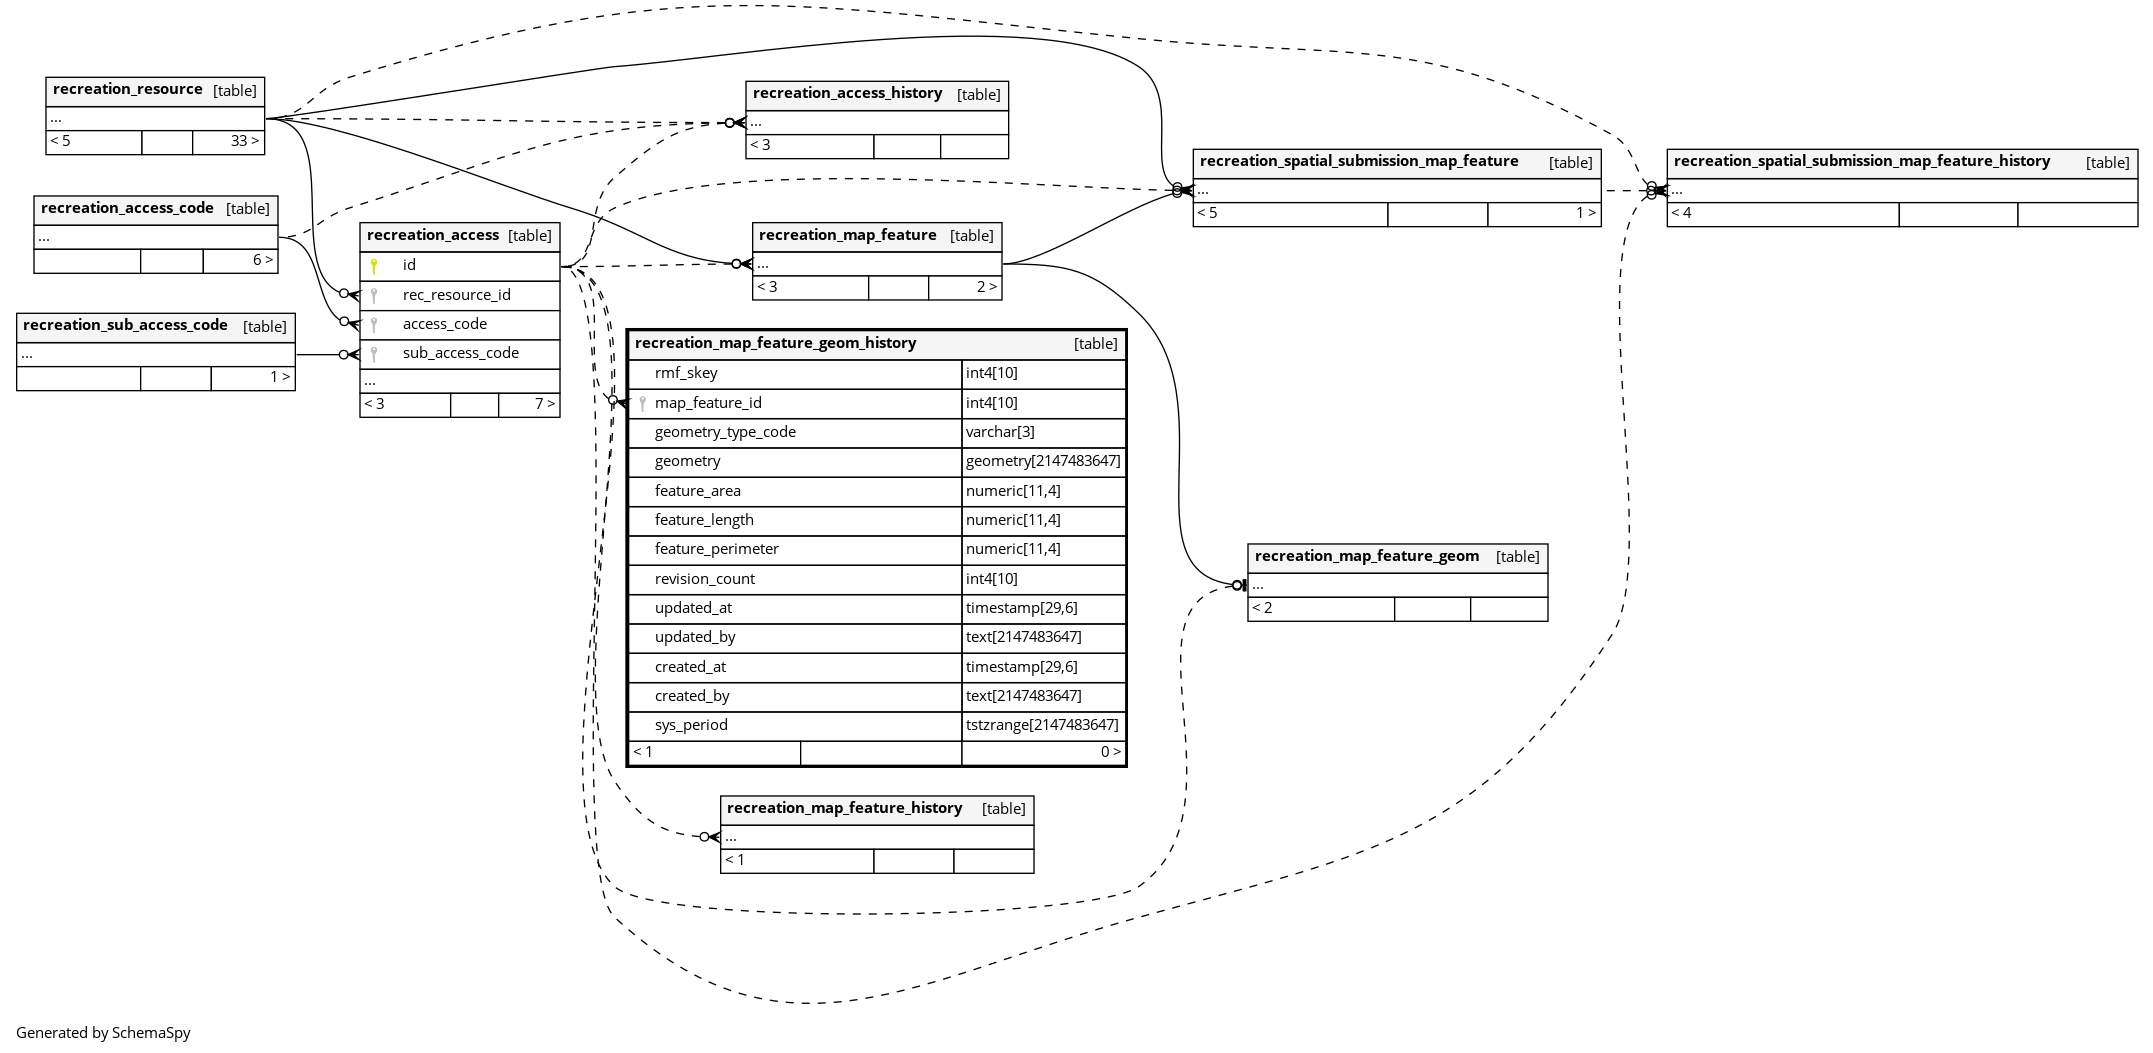 recreation_resource [table]
...
< 5 33 >
recreation_access_code [table]
...
6 >
recreation_sub_access_code [table]
...
1 >
recreation_access [table]
id
rec_resource_id
access_code
sub_access_code
...
< 3 7 >
recreation_access_history [table]
...
< 3
recreation_map_feature [table]
...
< 3 2 >
recreation_map_feature_geom_history [table]
rmf_skey int4[10]
map_feature_id int4[10]
geometry_type_code varchar[3]
geometry geometry[2147483647]
feature_area numeric[11,4]
feature_length numeric[11,4]
feature_perimeter numeric[11,4]
revision_count int4[10]
updated_at timestamp[29,6]
updated_by text[2147483647]
created_at timestamp[29,6]
created_by text[2147483647]
sys_period tstzrange[2147483647]
< 1 0 >
recreation_map_feature_history [table]
...
< 1
recreation_spatial_submission_map_feature [table]
...
< 5 1 >
recreation_map_feature_geom [table]
...
< 2
recreation_spatial_submission_map_feature_history [table]
...
< 4
Generated by SchemaSpy